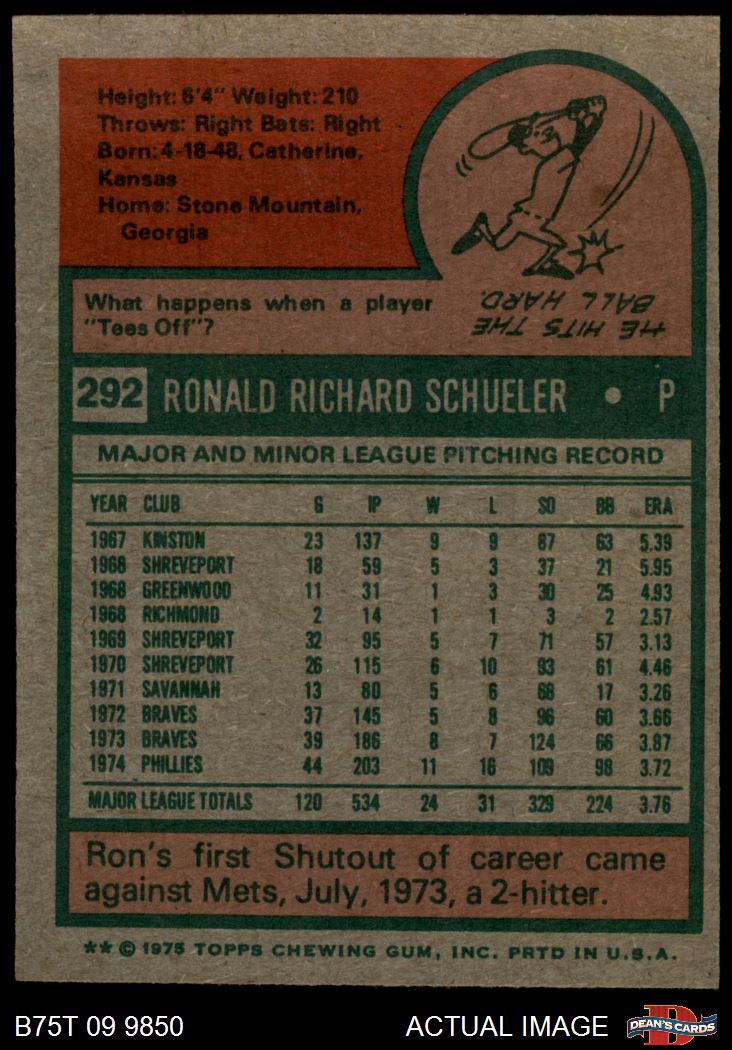 Height: 6'4" Weight: 210
Throws: Right Bats: Right
Born: 4-18-48, Catherine,
Kansas
Home: Stone Mountain,
Georgia
What happens when a player
"Tees Off"?
HE HITS THE
BALL HARD.
292 RONALD RICHARD SCHUELER • P
MAJOR AND MINOR LEAGUE PITCHING RECORD
YEAR CLUB G IP W L SO BB ERA
1967 KINSTON 23 137 9 9 87 63 5.39
1968 SHREVEPORT 18 59 5 3 37 21 5.95
1968 GREENWOOD 11 31 1 3 30 25 4.93
1968 RICHMOND 2 14 1 1 3 2 2.57
1969 SHREVEPORT 32 95 5 7 71 57 3.13
1970 SHREVEPORT 26 115 6 10 93 61 4.46
1971 SAVANNAH 13 80 5 6 68 17 3.26
1972 BRAVES 37 145 5 8 96 60 3.66
1973 BRAVES 39 186 8 7 124 66 3.87
1974 PHILLIES 44 203 11 16 109 98 3.72
MAJOR LEAGUE TOTALS 120 534 24 31 329 224 3.76
Ron's first Shutout of career came
against Mets, July, 1973, a 2-hitter.
** © 1975 TOPPS CHEWING GUM, INC. PRTD IN U.S.A.
B75T 09 9850 ACTUAL IMAGE DEAN'S CARDS